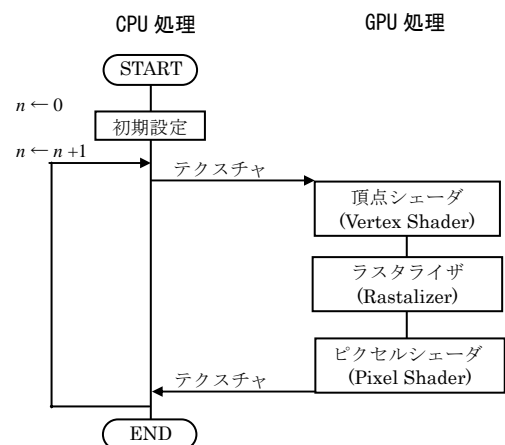 CPU 処理
GPU 処理
START
n ← 0
初期設定
n ← n +1
テクスチャ
頂点シェーダ
(Vertex Shader)
ラスタライザ
(Rastalizer)
ピクセルシェーダ
(Pixel Shader)
テクスチャ
END